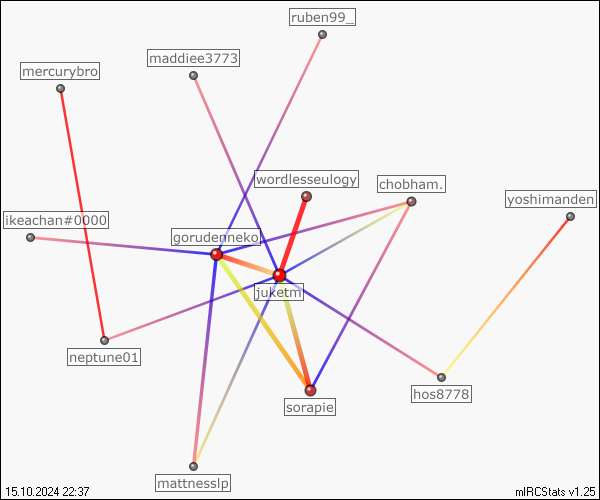 ruben99_
maddiee3773
mercurybro
wordlesseulogy
chobham.
yoshimanden
ikeachan#0000
gorudenneko
juketm
neptune01
hos8778
sorapie
mattnesslp
15.10.2024 22:37
mIRCStats v1.25